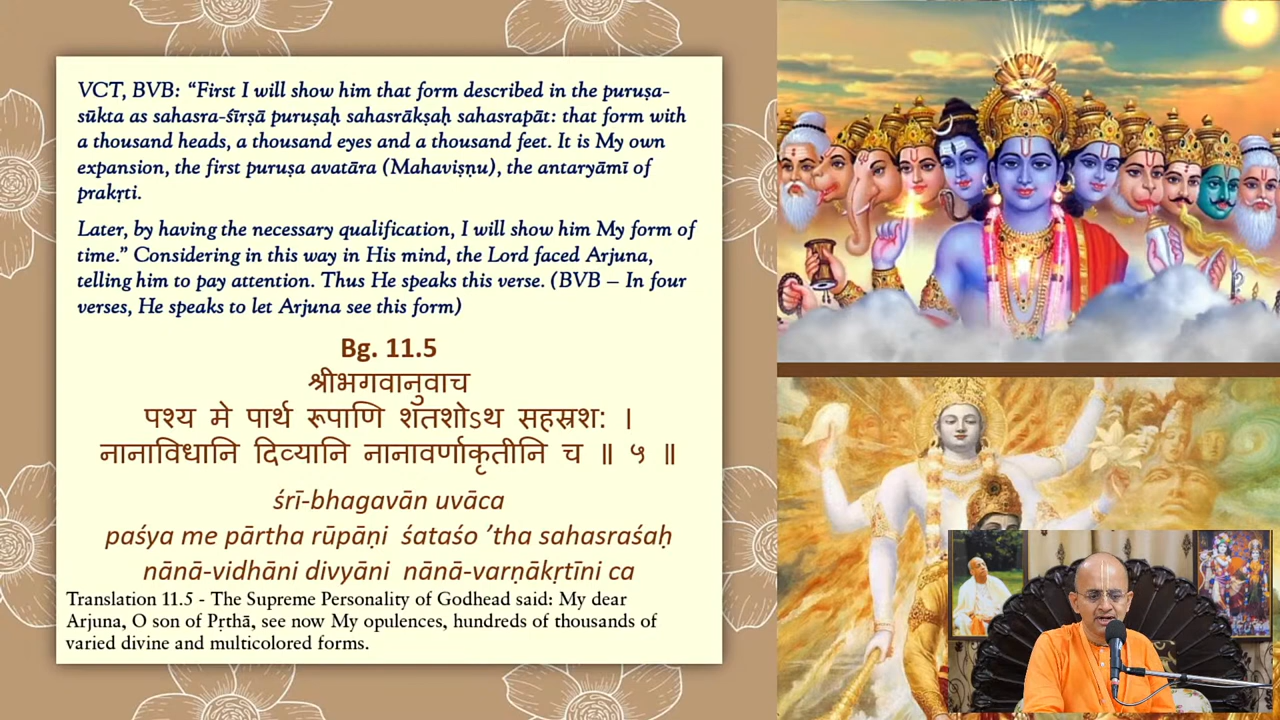 VCT, BVB: “First I will show him that form described in the puruṣa-
sūkta as sahasra-śīrṣā puruṣaḥ sahasrākṣaḥ sahasrapāt: that form with
a thousand heads, a thousand eyes and a thousand feet. It is My own
expansion, the first puruṣa avatāra (Mahaviṣṇu), the antaryāmī of
prakṛti.
Later, by having the necessary qualification, I will show him My form of
time.” Considering in this way in His mind, the Lord faced Arjuna,
telling him to pay attention. Thus He speaks this verse. (BVB – In four
verses, He speaks to let Arjuna see this form)
Bg. 11.5
श्रीभगवानुवाच
पश्य मे पार्थ रूपाणि शतशोऽथ सहस्रश: ।
नानाविधानि दिव्यानि नानावर्णाकृतीनि च ॥ ५ ॥
śrī-bhagavān uvāca
paśya me pārtha rūpāṇi śataśo ’tha sahasraśaḥ
nānā-vidhāni divyāni nānā-varṇākṛtīni ca
Translation 11.5 - The Supreme Personality of Godhead said: My dear
Arjuna, O son of Pṛthā, see now My opulences, hundreds of thousands of
varied divine and multicolored forms.